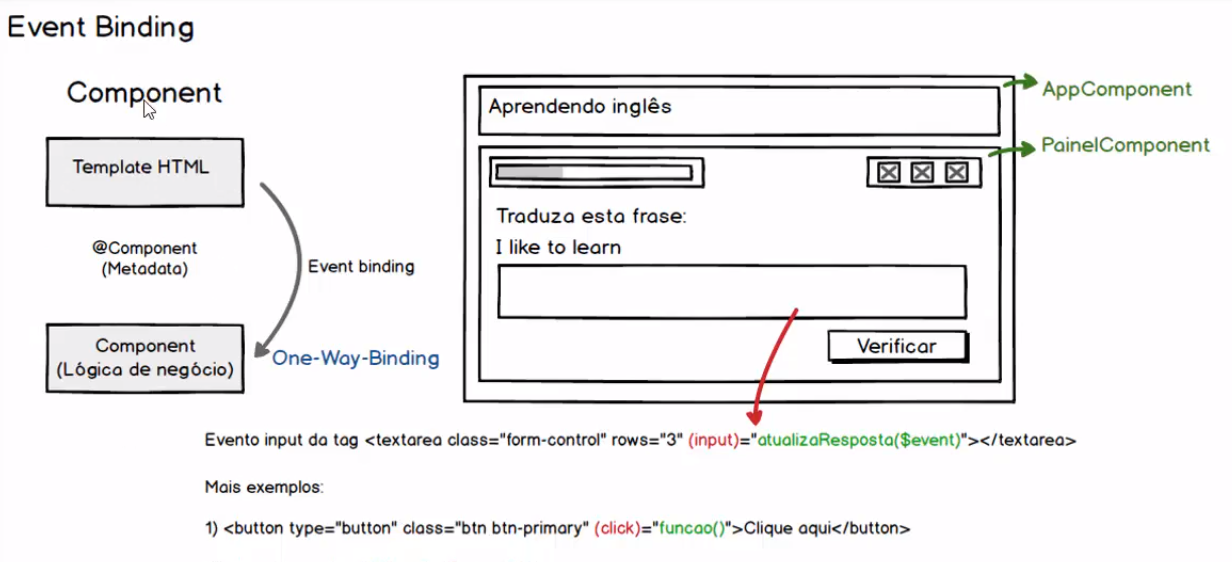 Event Binding
Component
Template HTML
@Component
(Metadata)
Event binding
Component
(Lógica de negócio)
One-Way-Binding
Aprendendo inglês
AppComponent
PainelComponent
Traduza esta frase:
I like to learn
Verificar
Evento input da tag <textarea class="form-control" rows="3" (input)="atualizaResposta($event)"></textarea>
Mais exemplos:
1) <button type="button" class="btn btn-primary" (click)="funcao()">Clique aqui</button>